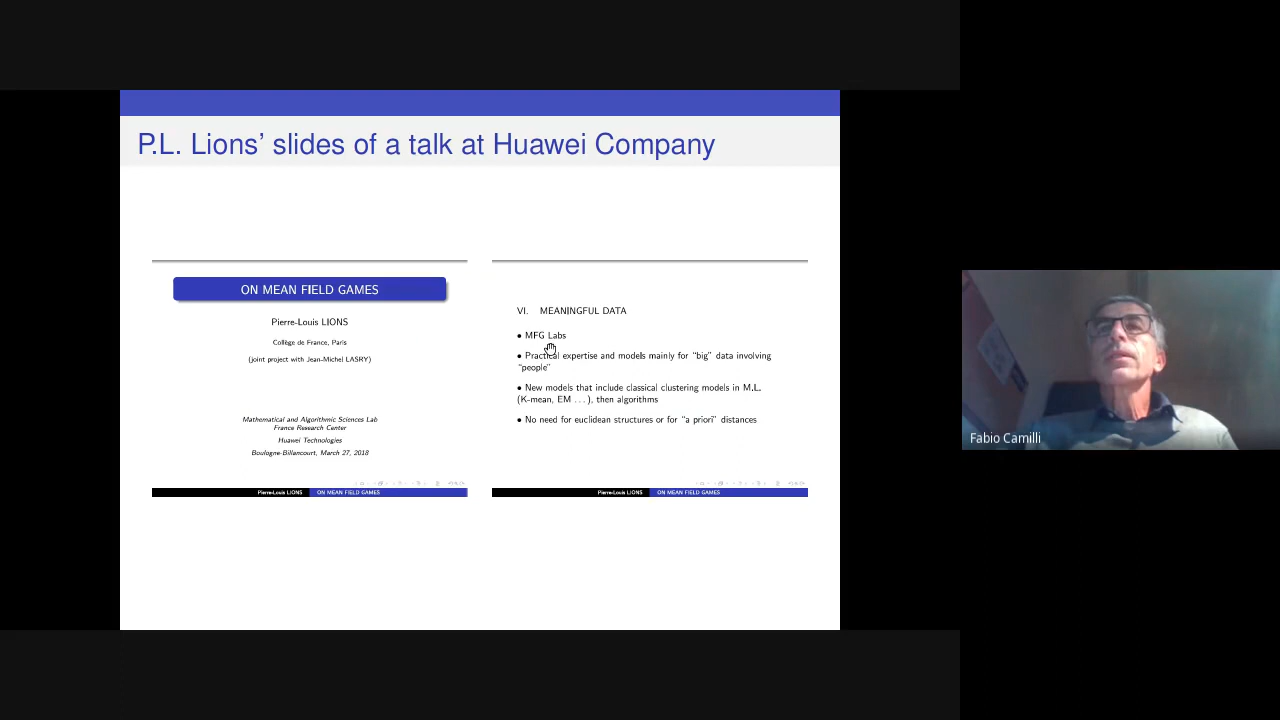 P.L. Lions' slides of a talk at Huawei Company
ON MEAN FIELD GAMES
Pierre-Louis LIONS
Collège de France, Paris
(joint project with Jean-Michel LASRY)
Mathematical and Algorithmic Sciences Lab
France Research Center
Huawei Technologies
Boulogne-Billancourt, March 27, 2018
Pierre-Louis LIONS ON MEAN FIELD GAMES
VI. MEANINGFUL DATA
• MFG Labs
• Practical expertise and models mainly for "big" data involving
"people"
• New models that include classical clustering models in M.L.
(K-mean, EM ...), then algorithms
• No need for euclidean structures or for "a priori" distances
Pierre-Louis LIONS ON MEAN FIELD GAMES
Fabio Camilli